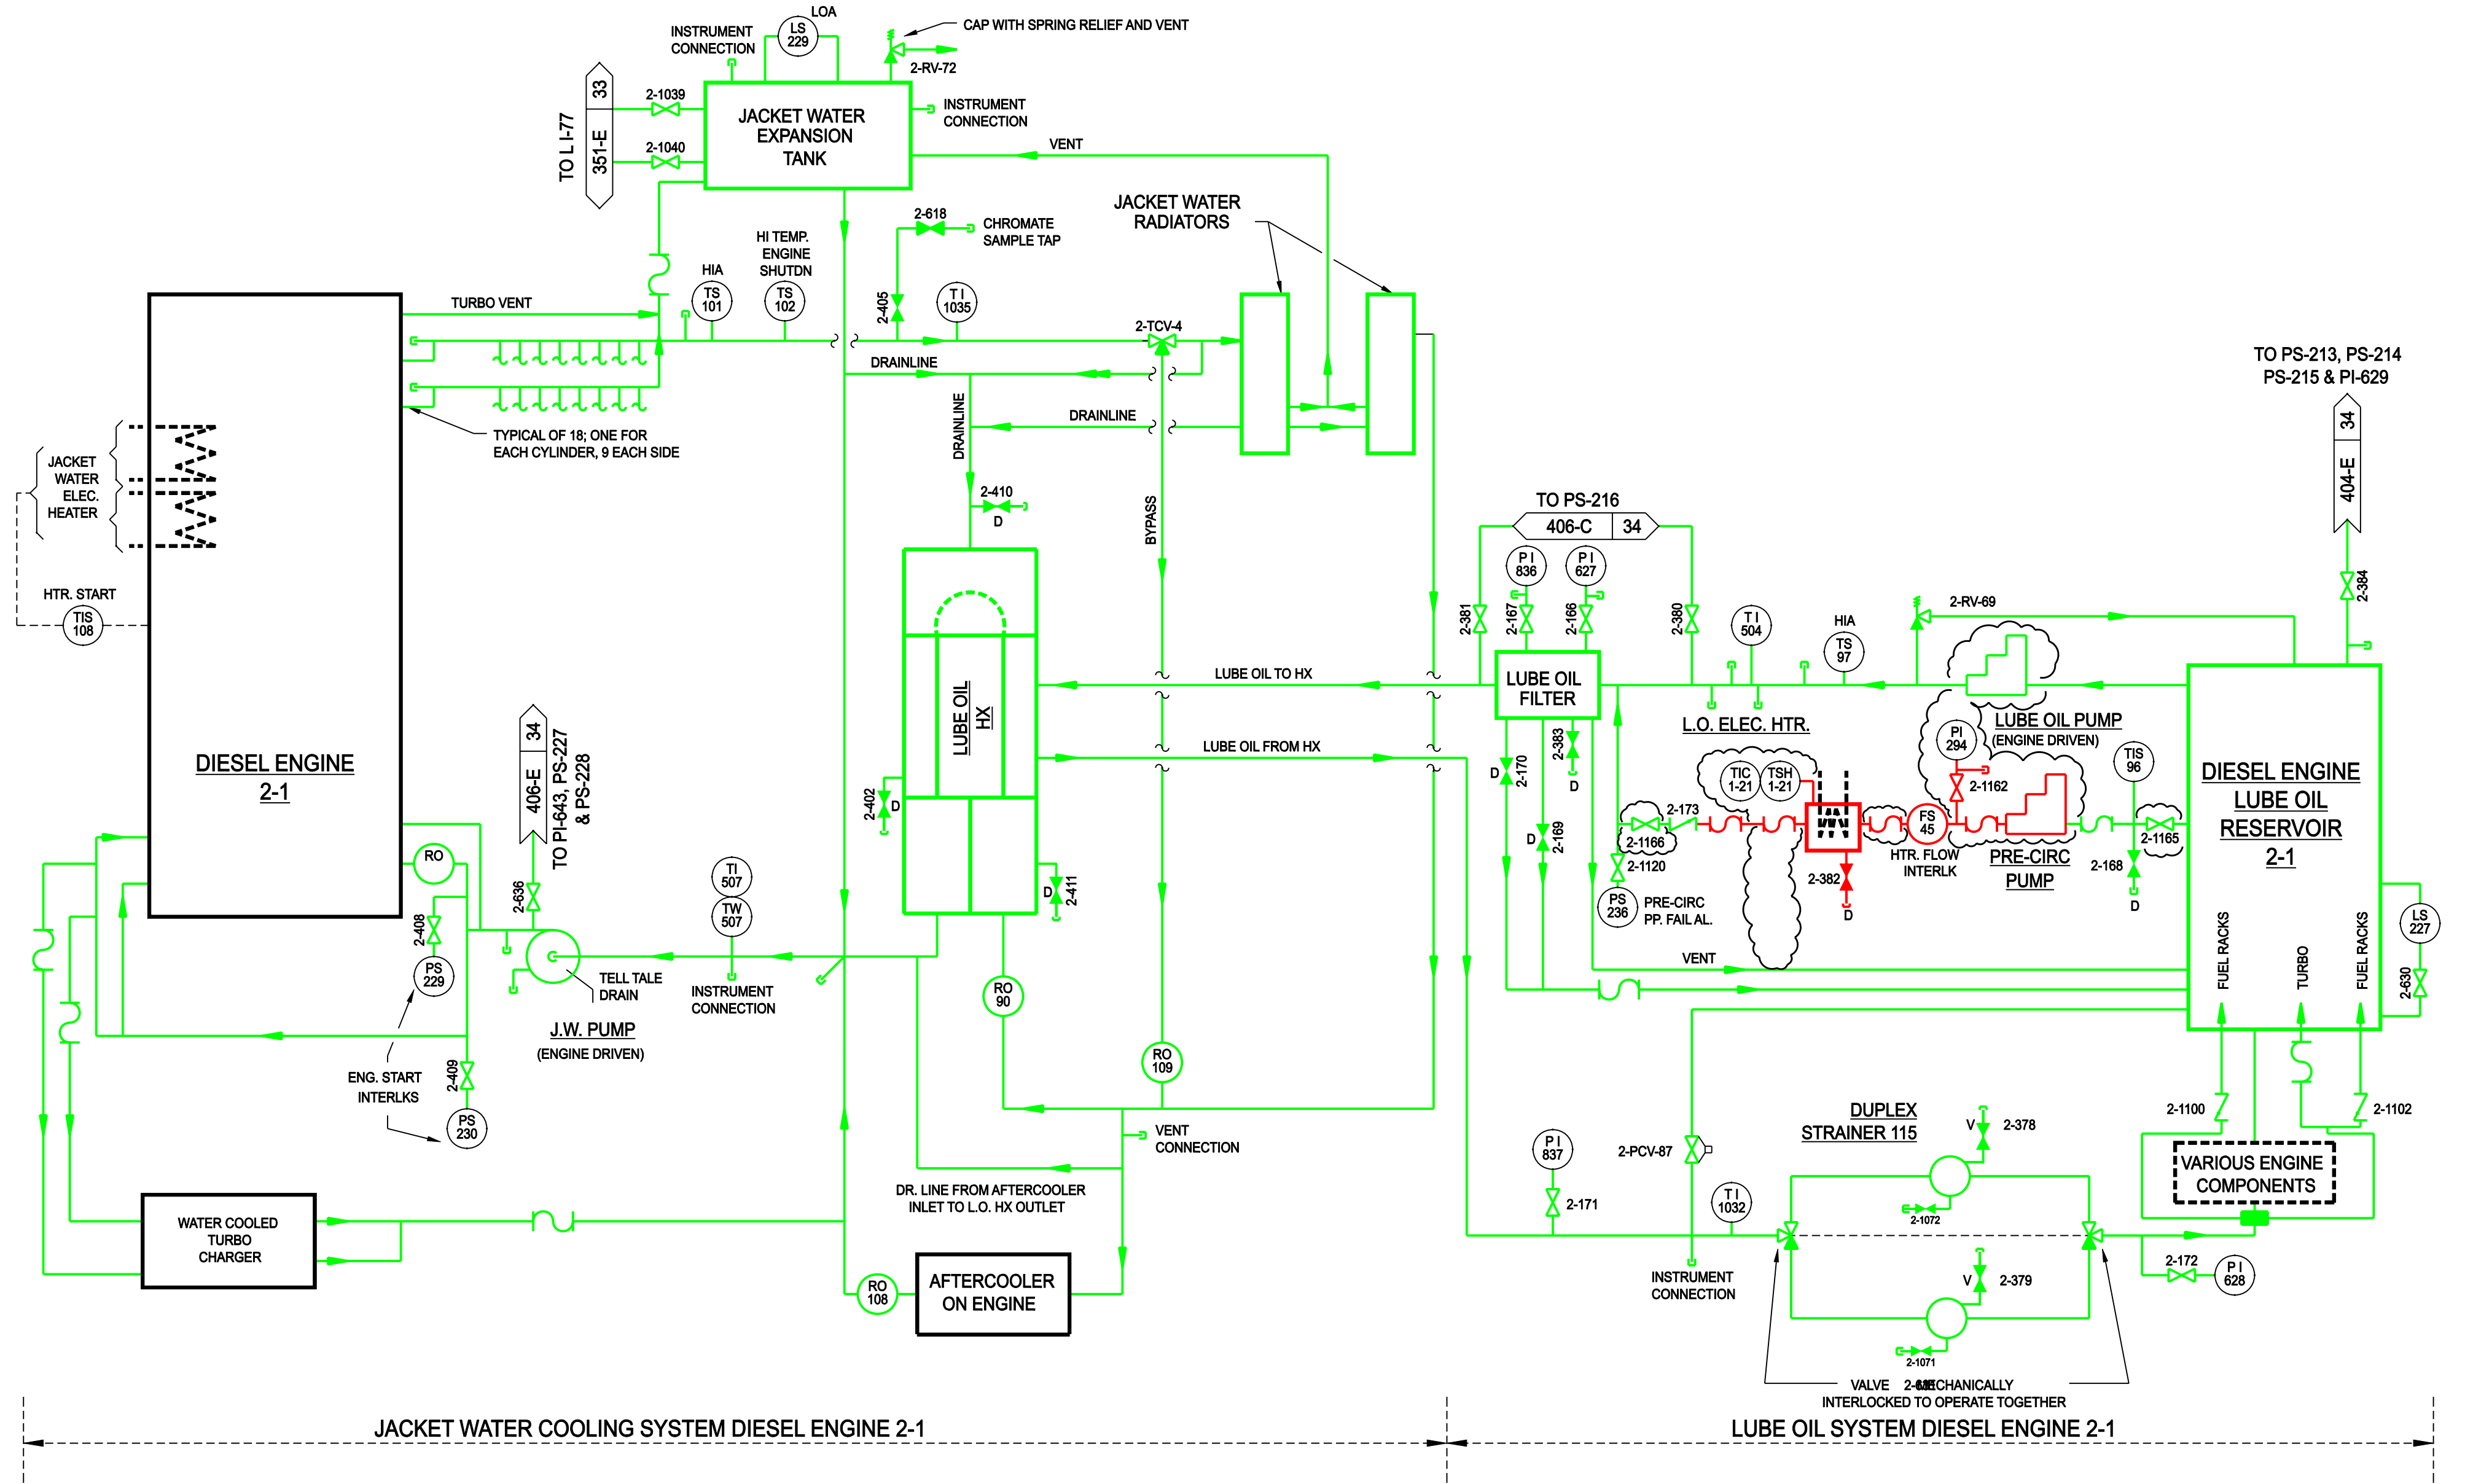 LOA
LS
229
INSTRUMENT
CONNECTION
CAP WITH SPRING RELIEF AND VENT
2-RV-72
33
351-E
TO L I-77
2-1039
2-1040
JACKET WATER
EXPANSION
TANK
INSTRUMENT
CONNECTION
VENT
JACKET WATER
RADIATORS
2-618
CHROMATE
SAMPLE TAP
HI TEMP.
ENGINE
SHUTDN
HIA
TS
101
TS
102
2-405
T I
1035
2-TCV-4
TURBO VENT
DRAINLINE
DRAINLINE
DRAINLINE
TYPICAL OF 18; ONE FOR
EACH CYLINDER, 9 EACH SIDE
JACKET
WATER
ELEC.
HEATER
HTR. START
TIS
108
2-410
D
BYPASS
DIESEL ENGINE
2-1
LUBE OIL
HX
2-402
D
D
2-411
LUBE OIL TO HX
LUBE OIL FROM HX
34
406-E
TO PI-643, PS-227
& PS-228
2-636
RO
2-408
PS
229
TELL TALE
DRAIN
J.W. PUMP
(ENGINE DRIVEN)
TI
507
TW
507
INSTRUMENT
CONNECTION
RO
90
RO
109
ENG. START
INTERLKS
2-409
PS
230
VENT
CONNECTION
DR. LINE FROM AFTERCOOLER
INLET TO L.O. HX OUTLET
WATER COOLED
TURBO
CHARGER
RO
108
AFTERCOOLER
ON ENGINE
TO PS-216
406-C
34
P I
836
P I
627
2-381
2-167
2-166
2-380
LUBE OIL
FILTER
T I
504
HIA
TS
97
2-RV-69
TO PS-213, PS-214
PS-215 & PI-629
34
404-E
2-384
L.O. ELEC. HTR.
LUBE OIL PUMP
(ENGINE DRIVEN)
PI
294
2-1162
TIS
96
D
2-170
D
2-169
2-383
D
TIC
1-21
TSH
1-21
2-173
2-1166
2-1120
PS
236
PRE-CIRC
PP. FAIL AL.
2-382
D
FS
45
HTR. FLOW
INTERLK
PRE-CIRC
PUMP
2-168
D
2-1165
DIESEL ENGINE
LUBE OIL
RESERVOIR
2-1
LS
227
2-630
FUEL RACKS
TURBO
FUEL RACKS
VENT
2-1100
2-1102
VARIOUS ENGINE
COMPONENTS
P I
837
2-171
2-PCV-87
T I
1032
INSTRUMENT
CONNECTION
DUPLEX
STRAINER 115
V
2-378
2-1072
V
2-379
2-1071
2-172
P I
628
VALVE MECHANICALLY
INTERLOCKED TO OPERATE TOGETHER
JACKET WATER COOLING SYSTEM DIESEL ENGINE 2-1
LUBE OIL SYSTEM DIESEL ENGINE 2-1